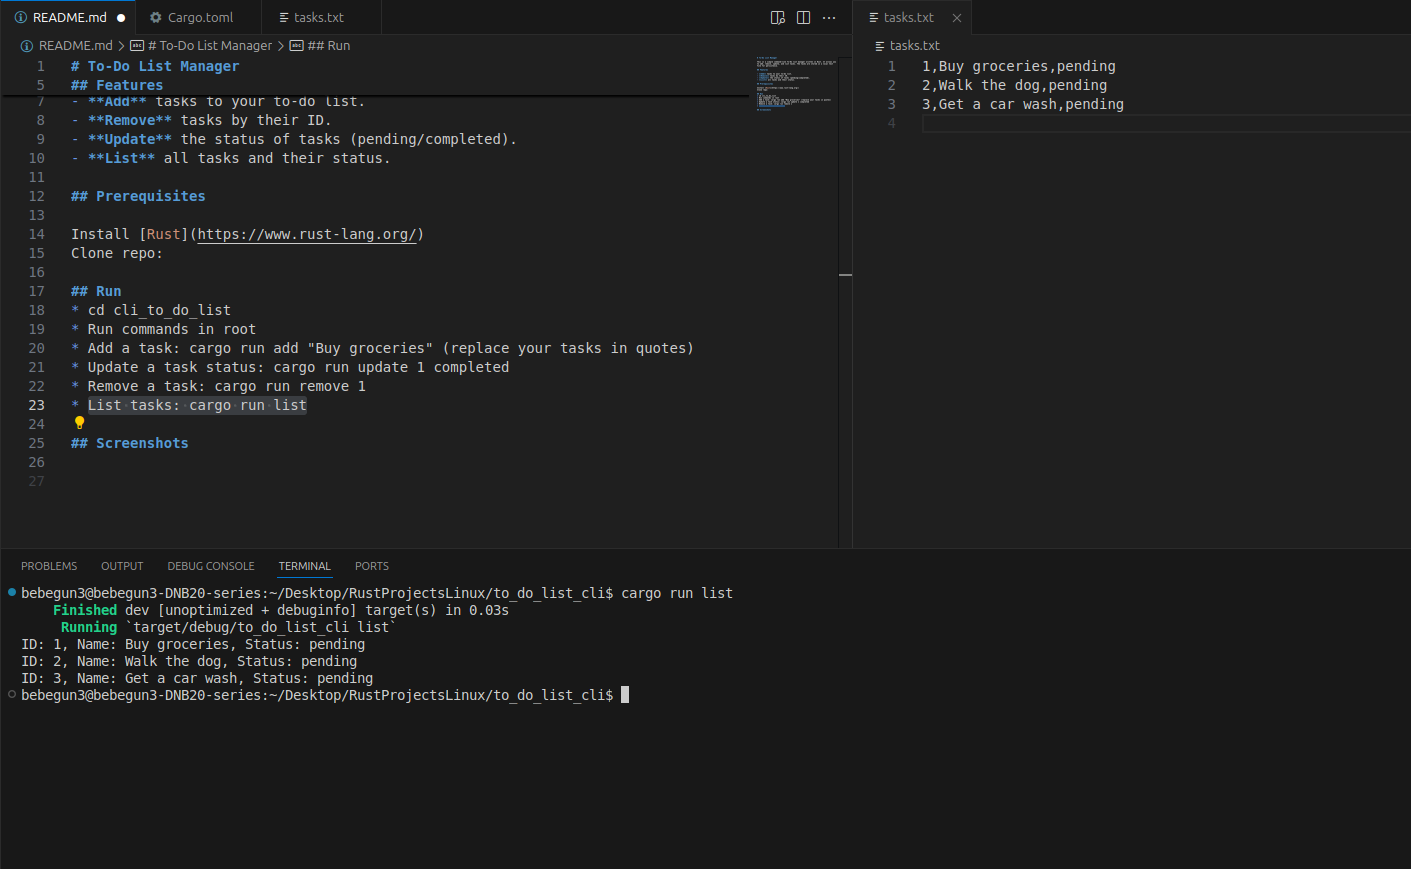 README.md
Cargo.toml
tasks.txt
README.md > # To-Do List Manager > ## Run
1 # To-Do List Manager
5 ## Features
7 - **Add** tasks to your to-do list.
8 - **Remove** tasks by their ID.
9 - **Update** the status of tasks (pending/completed).
10 - **List** all tasks and their status.
11
12 ## Prerequisites
13
14 Install [Rust](https://www.rust-lang.org/)
15 Clone repo:
16
17 ## Run
18 * cd cli_to_do_list
19 * Run commands in root
20 * Add a task: cargo run add "Buy groceries" (replace your tasks in quotes)
21 * Update a task status: cargo run update 1 completed
22 * Remove a task: cargo run remove 1
23 * List tasks: cargo run list
24
25 ## Screenshots
26
27
tasks.txt
tasks.txt
1 1,Buy groceries,pending
2 2,Walk the dog,pending
3 3,Get a car wash,pending
4
PROBLEMS OUTPUT DEBUG CONSOLE TERMINAL PORTS
bebegun3@bebegun3-DNB20-series:~/Desktop/RustProjectsLinux/to_do_list_cli$ cargo run list
Finished dev [unoptimized + debuginfo] target(s) in 0.03s
Running `target/debug/to_do_list_cli list`
ID: 1, Name: Buy groceries, Status: pending
ID: 2, Name: Walk the dog, Status: pending
ID: 3, Name: Get a car wash, Status: pending
bebegun3@bebegun3-DNB20-series:~/Desktop/RustProjectsLinux/to_do_list_cli$